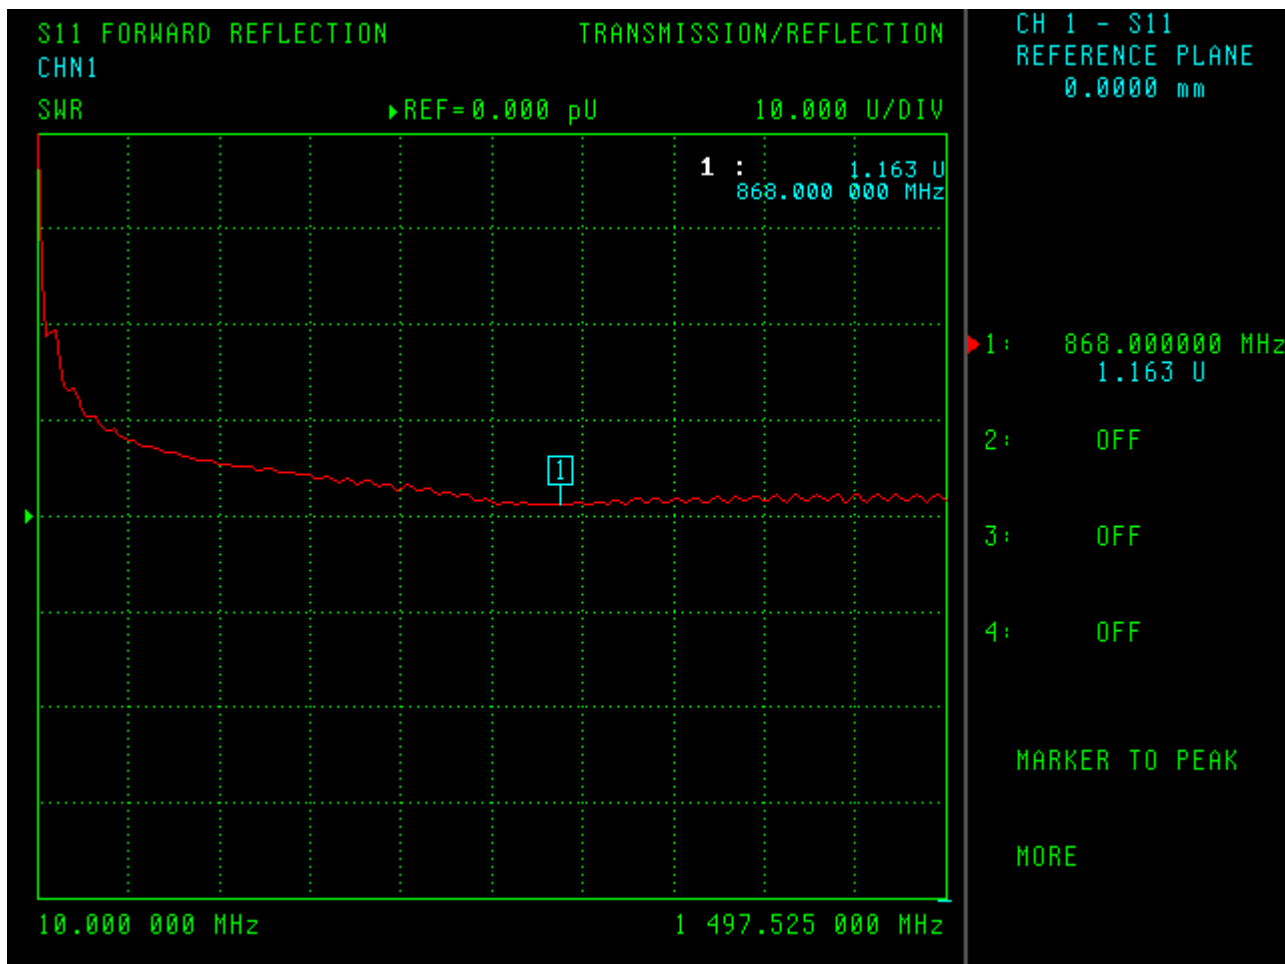 S11 FORWARD REFLECTION TRANSMISSION/REFLECTION
CHN1
SWR ▶REF=0.000 pU 10.000 U/DIV
1 : 1.163 U
868.000 000 MHz
1
10.000 000 MHz 1 497.525 000 MHz
CH 1 - S11
REFERENCE PLANE
0.0000 mm
1: 868.000000 MHz
1.163 U
2: OFF
3: OFF
4: OFF
MARKER TO PEAK
MORE